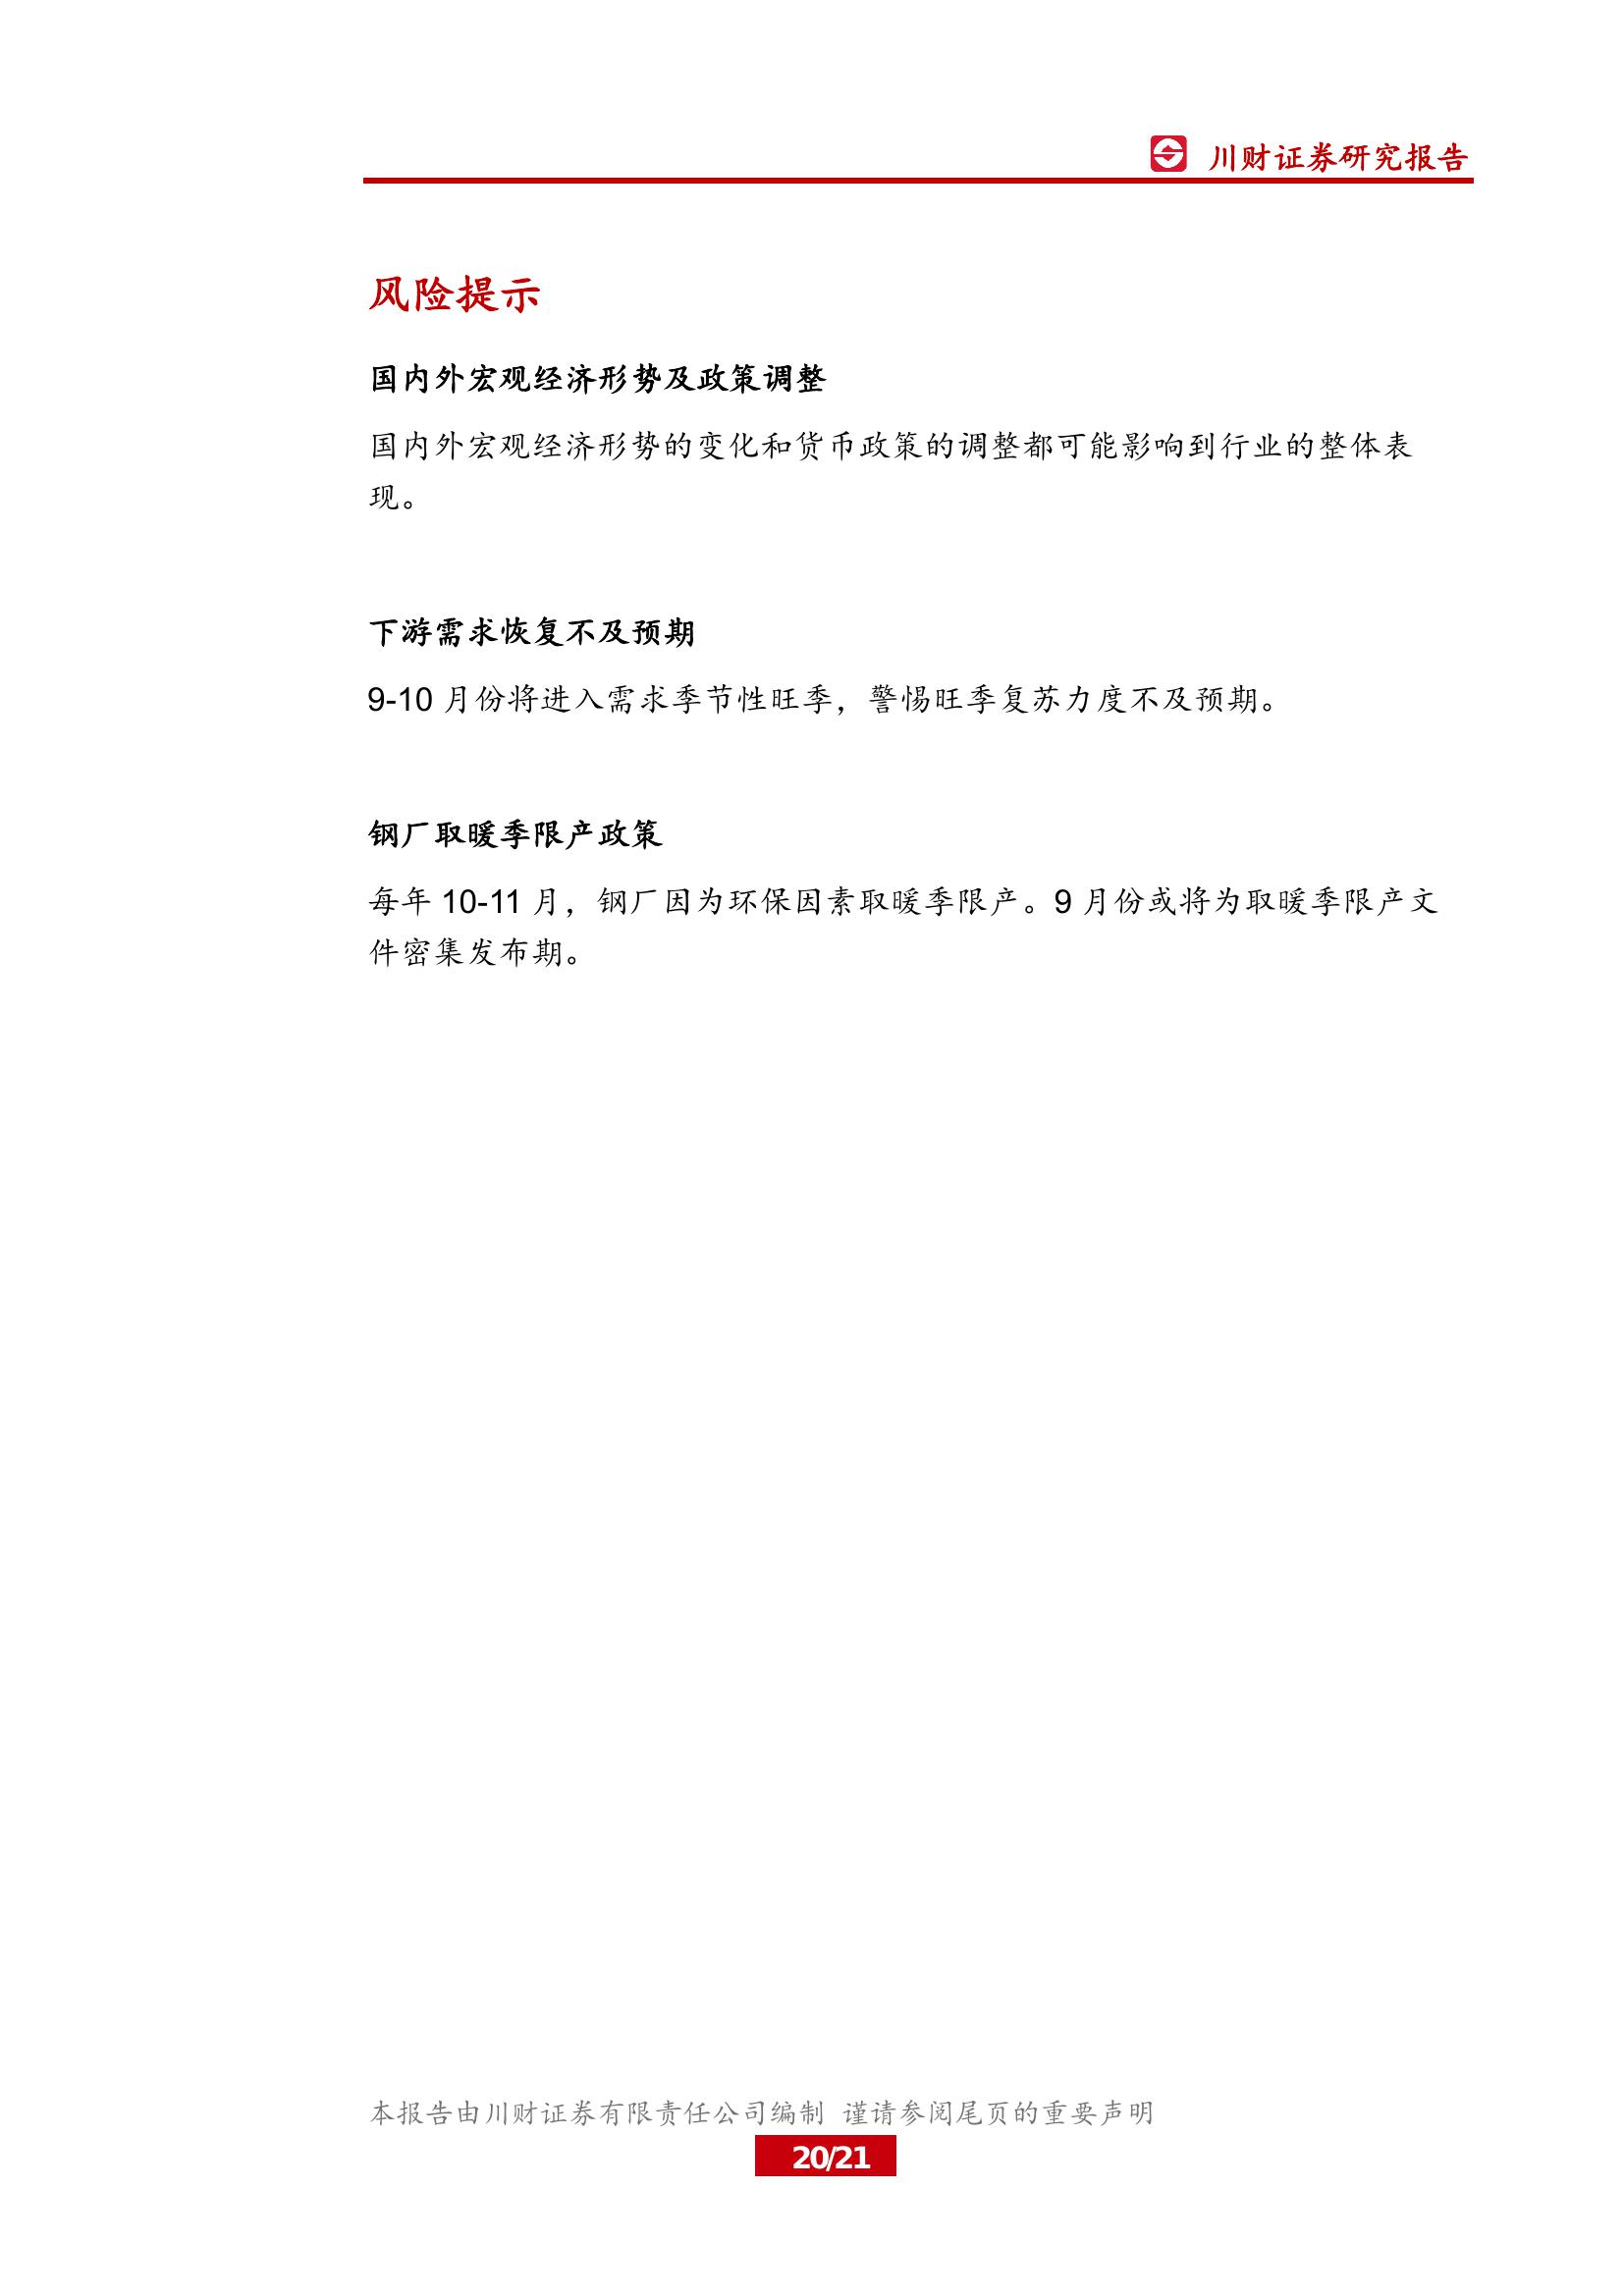 川财证券研究报告
风险提示
国内外宏观经济形势及政策调整
国内外宏观经济形势的变化和货币政策的调整都可能影响到行业的整体表
现。
下游需求恢复不及预期
9-10 月份将进入需求季节性旺季，警惕旺季复苏力度不及预期。
钢厂取暖季限产政策
每年 10-11 月，钢厂因为环保因素取暖季限产。9 月份或将为取暖季限产文
件密集发布期。
本报告由川财证券有限责任公司编制 谨请参阅尾页的重要声明
20/21